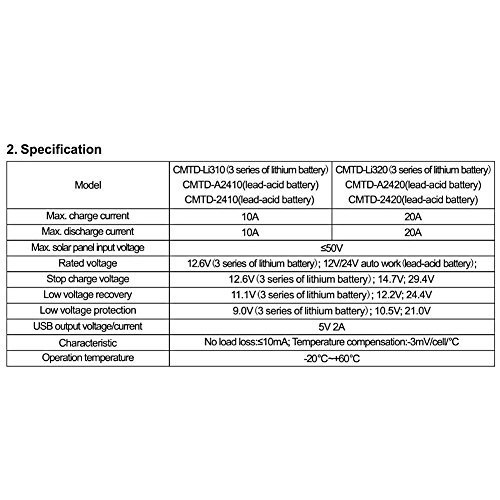 2. Specification
Model
CMTD-Li310(3 series of lithium battery)
CMTD-A2410(lead-acid battery)
CMTD-2410(lead-acid battery)
CMTD-Li320(3 series of lithium battery)
CMTD-A2420(lead-acid battery)
CMTD-2420(lead-acid battery)
Max. charge current 10A 20A
Max. discharge current 10A 20A
Max. solar panel input voltage ≤50V
Rated voltage 12.6V(3 series of lithium battery); 12V/24V auto work(lead-acid battery);
Stop charge voltage 12.6V(3 series of lithium battery); 14.7V; 29.4V
Low voltage recovery 11.1V(3 series of lithium battery); 12.2V; 24.4V
Low voltage protection 9.0V(3 series of lithium battery); 10.5V; 21.0V
USB output voltage/current 5V 2A
Characteristic No load loss:≤10mA; Temperature compensation:-3mV/cell/°C
Operation temperature -20°C~+60°C